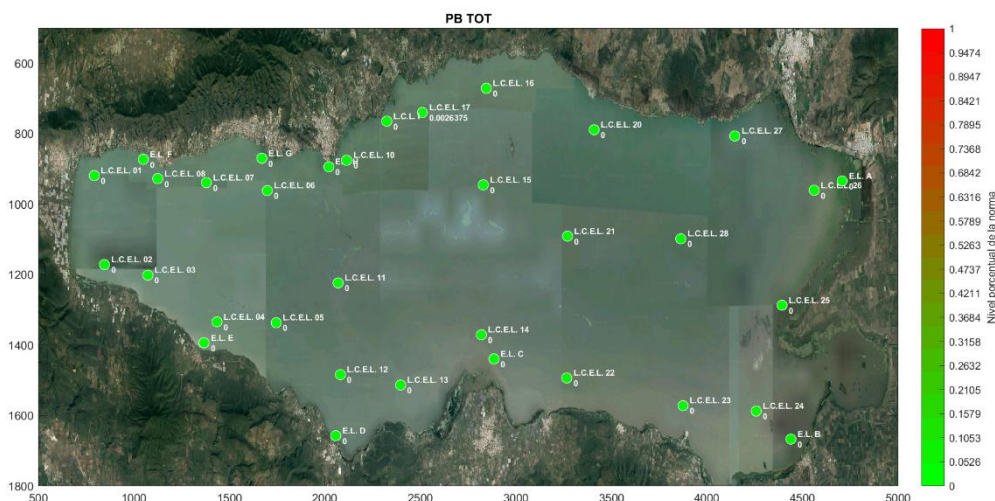 PB TOT
600
800
1000
1200
1400
1600
1800
500
1000
1500
2000
2500
3000
3500
4000
4500
5000
L.C.E.L. 16
0
L.C.E.L. 17
0.0026375
L.C.E.L.
0
L.C.E.L. 20
0
L.C.E.L. 27
0
E.L. F
0
E.L. G
0
L.C.E.L. 10
0
E.L. H
0
L.C.E.L. 01
0
L.C.E.L. 08
0
L.C.E.L. 07
0
L.C.E.L. 06
0
L.C.E.L. 15
0
E.L. A
0
L.C.E.L. 26
0
L.C.E.L. 21
0
L.C.E.L. 28
0
L.C.E.L. 02
0
L.C.E.L. 03
0
L.C.E.L. 11
0
L.C.E.L. 25
0
L.C.E.L. 04
0
L.C.E.L. 05
0
L.C.E.L. 14
0
E.L. E
0
E.L. C
0
L.C.E.L. 12
0
L.C.E.L. 13
0
L.C.E.L. 22
0
L.C.E.L. 23
0
L.C.E.L. 24
0
E.L. D
0
E.L. B
0
1
0.9474
0.8947
0.8421
0.7895
0.7368
0.6842
0.6316
0.5789
0.5263
0.4737
0.4211
0.3684
0.3158
0.2632
0.2105
0.1579
0.1053
0.0526
0
Nivel porcentual de la norma